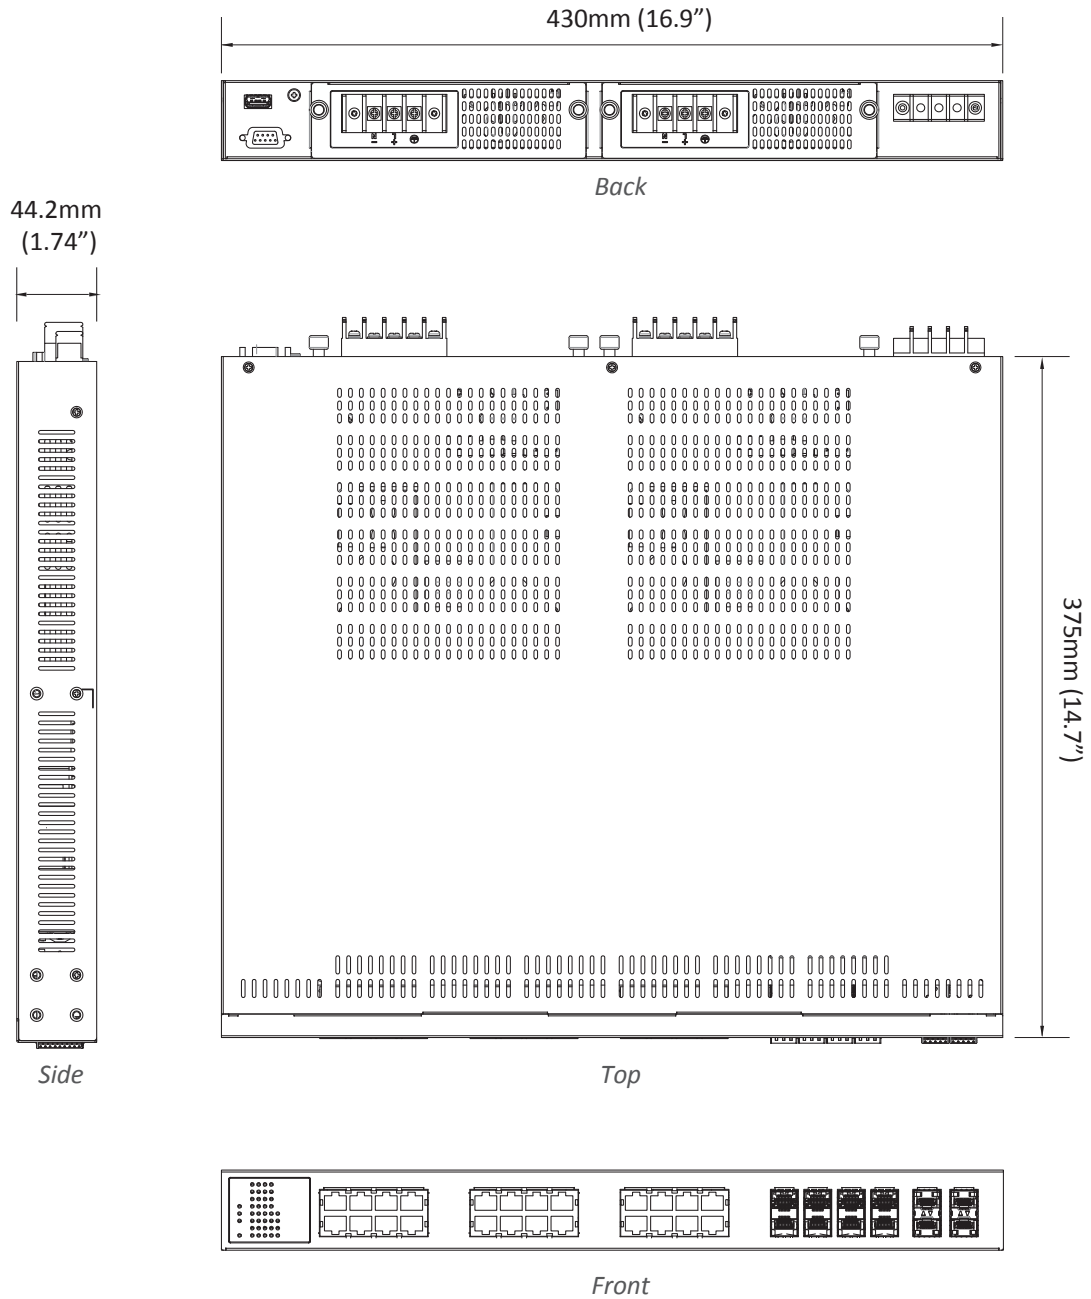 430mm (16.9”)
Back
44.2mm
(1.74”)
375mm (14.7”)
Side
Top
Front